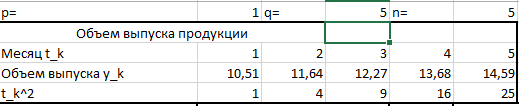 p= 1 q= 5 n= 5
Объем выпуска продукции
Месяц t_k 1 2 3 4 5
Объем выпуска y_k 10,51 11,64 12,27 13,68 14,59
t_k^2 1 4 9 16 25